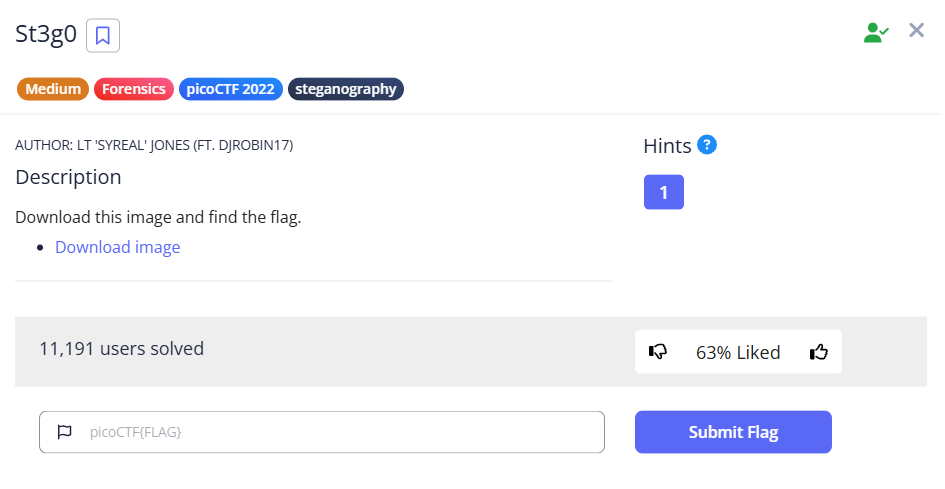 St3g0
Medium Forensics picoCTF 2022 steganography
AUTHOR: LT 'SYREAL' JONES (FT. DJROBIN17)
Description
Download this image and find the flag.
Download image
Hints ?
1
11,191 users solved
63% Liked
picoCTF{FLAG}
Submit Flag